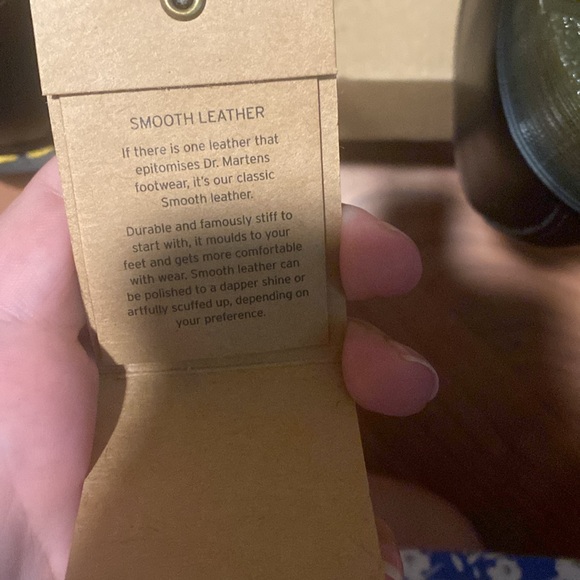 SMOOTH LEATHER
If there is one leather that
epitomises Dr. Martens
footwear, it's our classic
Smooth leather.
Durable and famously stiff to
start with, it moulds to your
feet and gets more comfortable
with wear. Smooth leather can
be polished to a dapper shine or
artfully scuffed up, depending on
your preference.